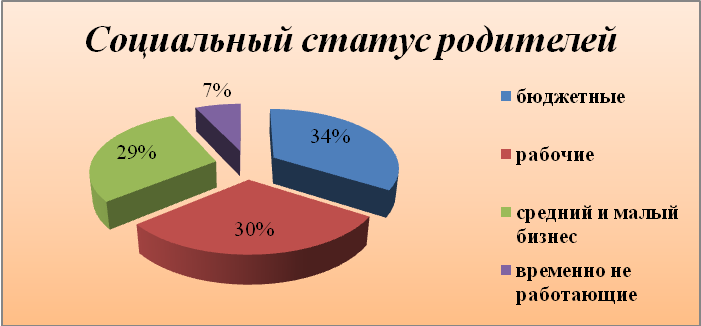 Социальный статус родителей
7%
34%
29%
30%
бюджетные
рабочие
средний и малый
бизнес
временно не
работающие